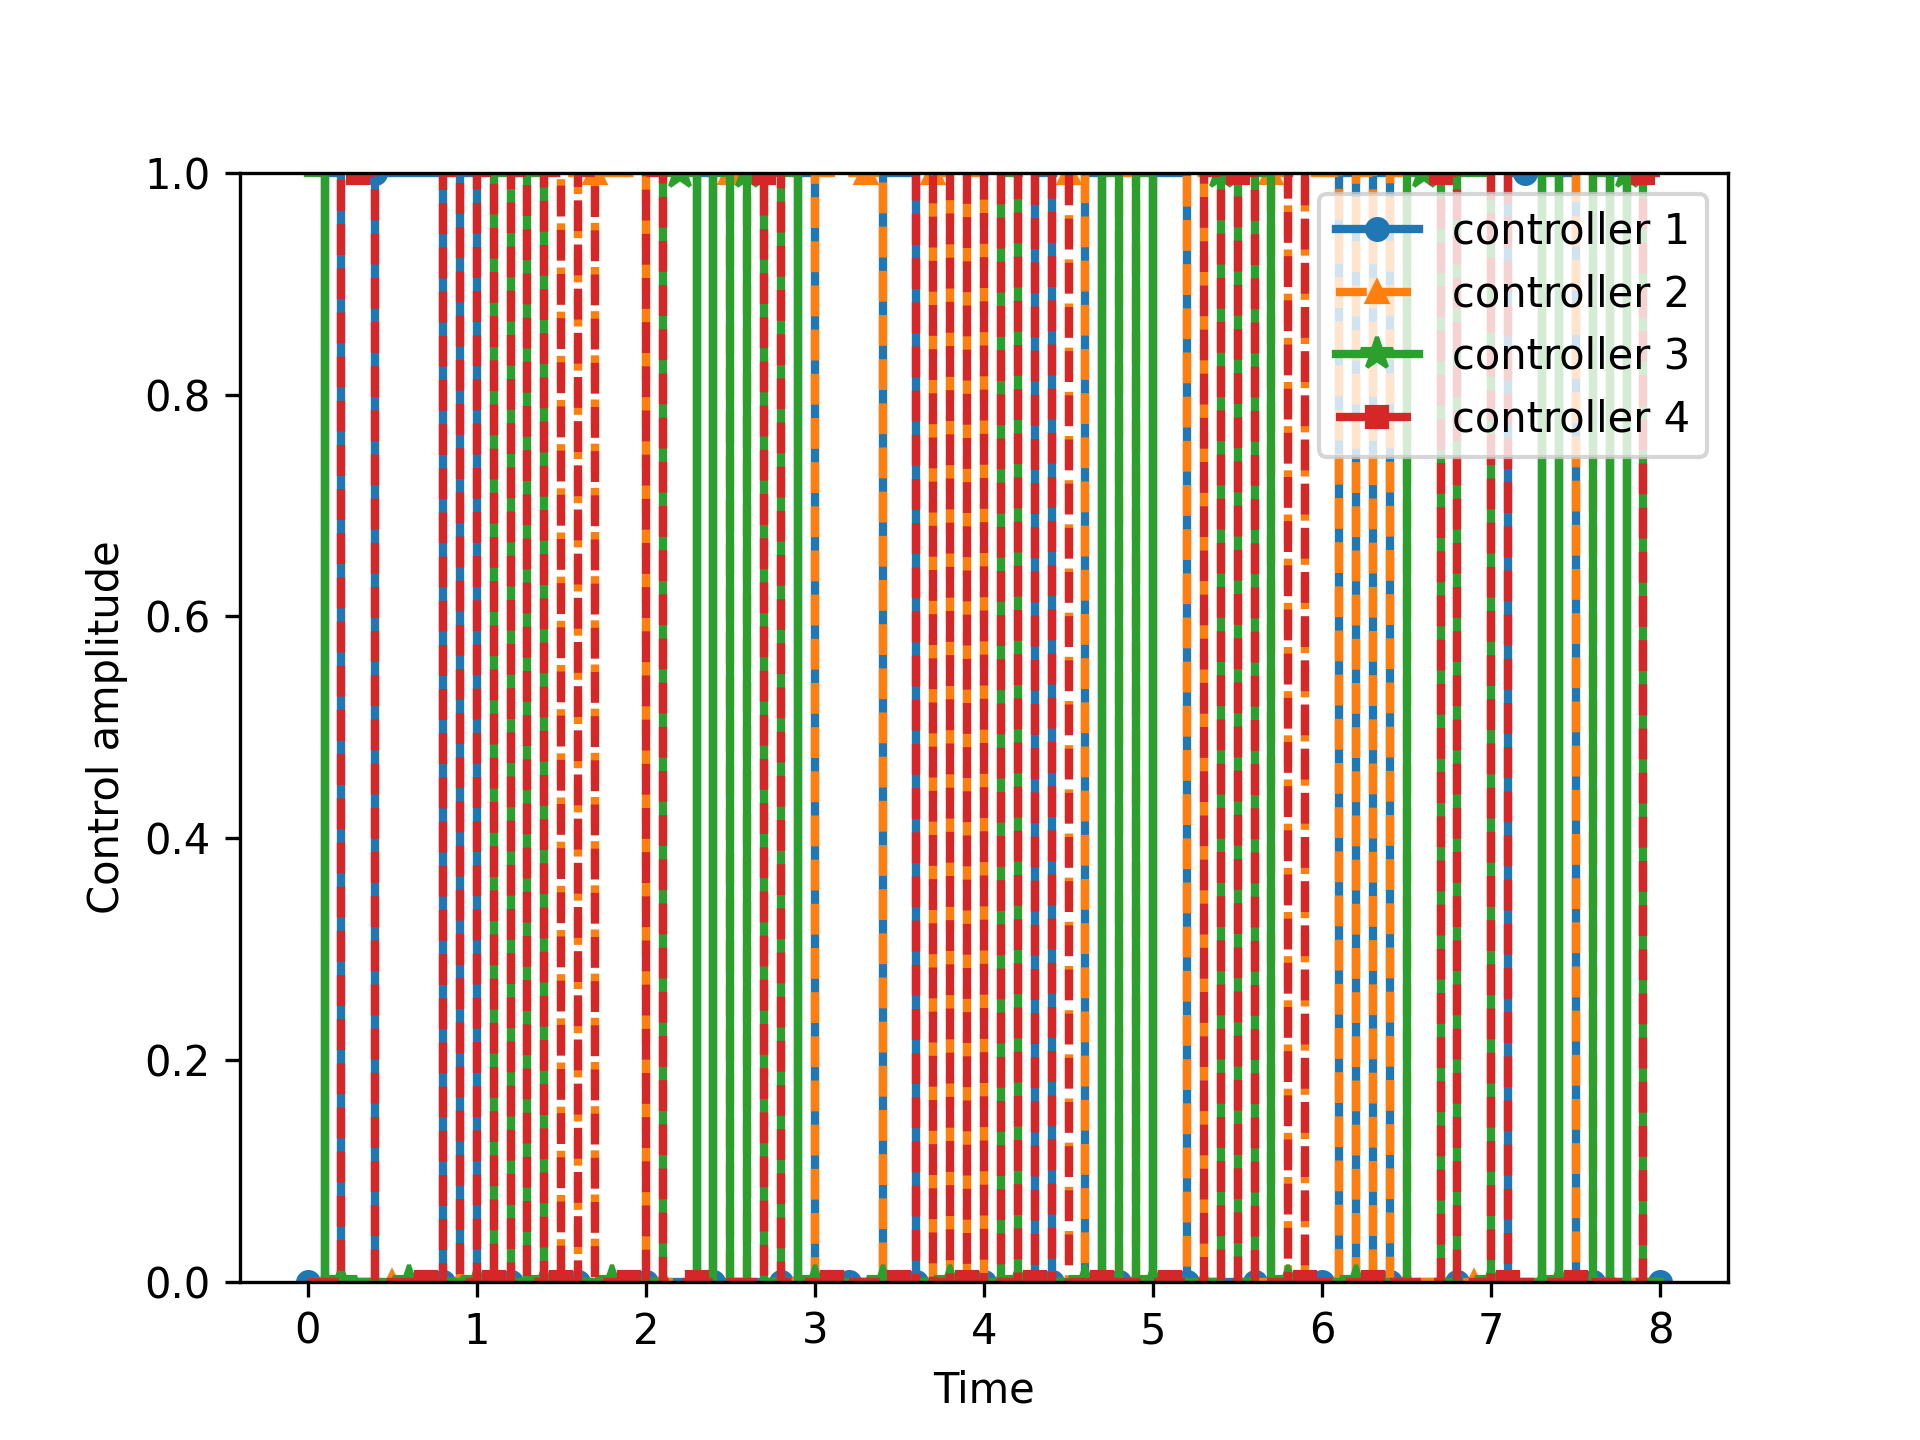 1.0
0.8
0.6
0.4
0.2
0.0
Control amplitude
0 1 2 3 4 5 6 7 8
Time
controller 1
controller 2
controller 3
controller 4